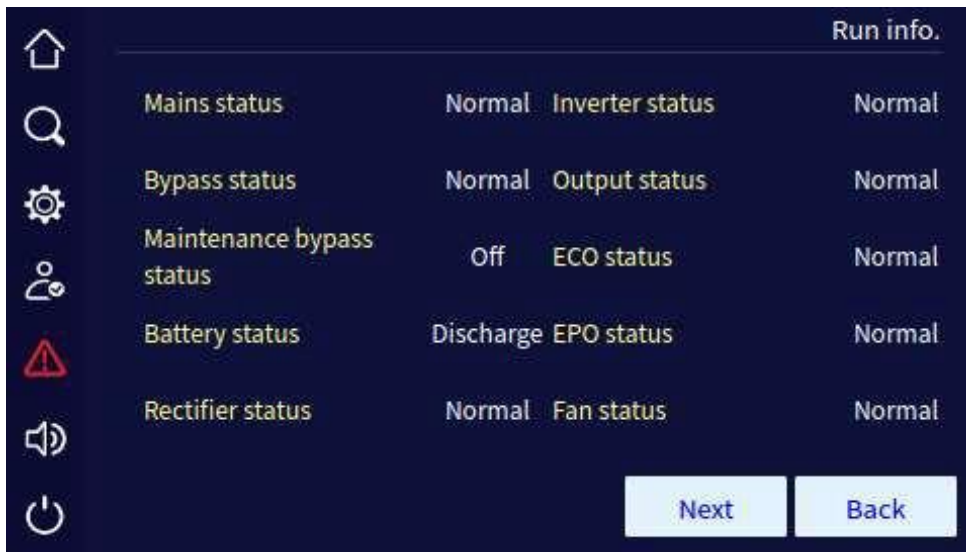 Run info.
Mains status Normal Inverter status Normal
Bypass status Normal Output status Normal
Maintenance bypass
status Off ECO status Normal
Battery status Discharge EPO status Normal
Rectifier status Normal Fan status Normal
Next Back